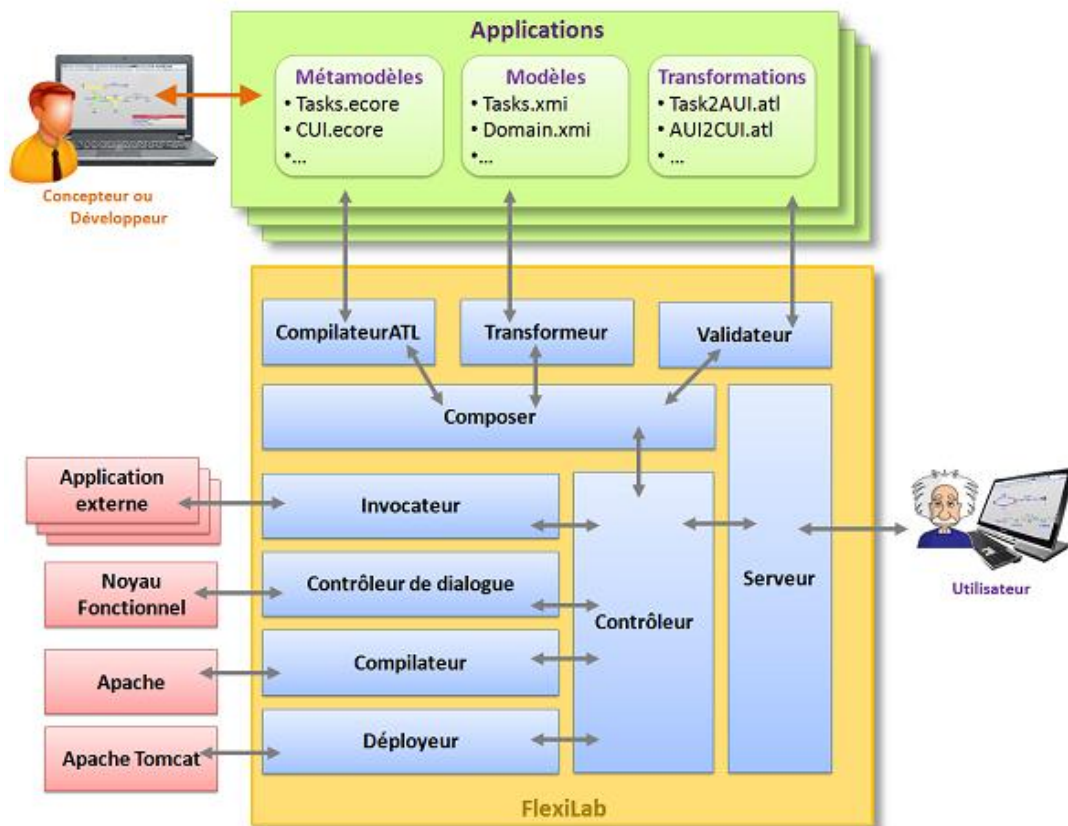 Applications
Métamodèles
• Tasks.ecore
• CUI.ecore
•...
Modèles
• Tasks.xmi
• Domain.xmi
•...
Transformations
• Task2AUI.atl
• AUI2CUI.atl
• ...
Concepteur ou
Développeur
CompilateurATL
Transformeur
Validateur
Composer
Application
externe
Invocateur
Noyau
Fonctionnel
Contrôleur de dialogue
Contrôleur
Serveur
Utilisateur
Apache
Compilateur
Apache Tomcat
Déployeur
FlexiLab